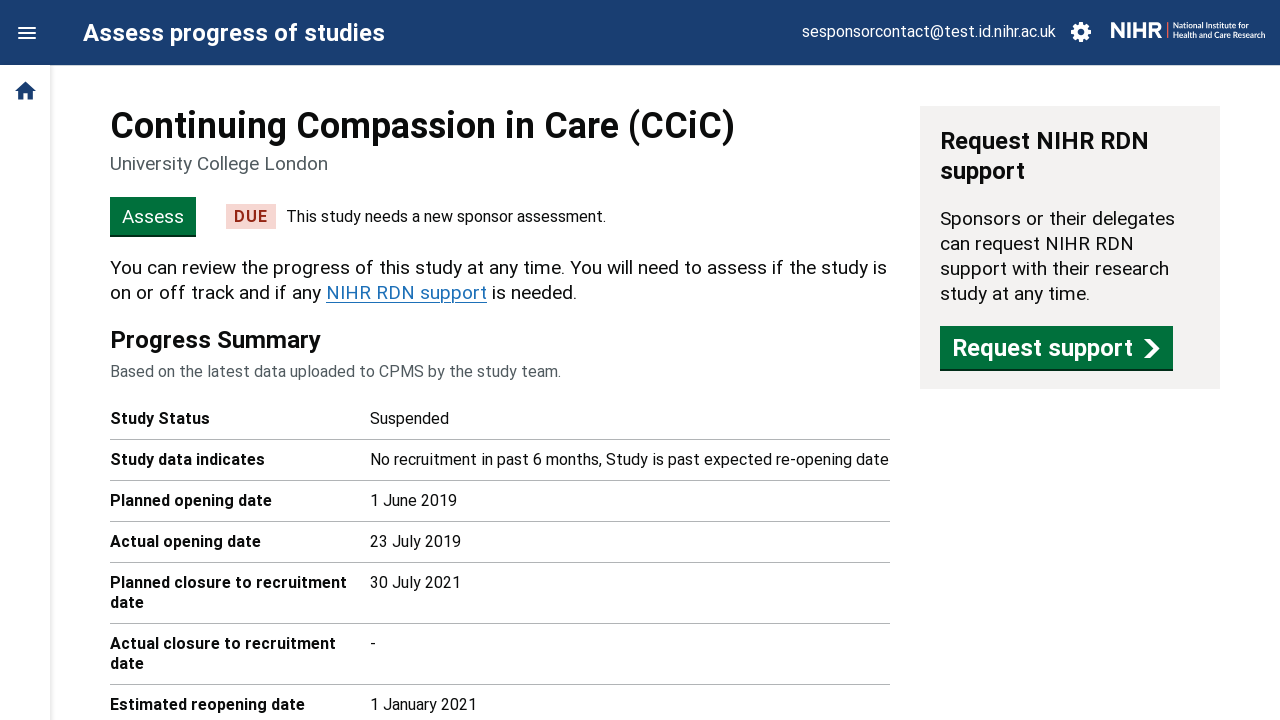 Assess progress of studies
sesponsorcontact@test.id.nihr.ac.uk
NIHR | National Institute for
Health and Care Research
Continuing Compassion in Care (CCiC)
University College London
Assess
DUE
This study needs a new sponsor assessment.
You can review the progress of this study at any time. You will need to assess if the study is
on or off track and if any NIHR RDN support is needed.
Progress Summary
Based on the latest data uploaded to CPMS by the study team.
Study Status
Suspended
Study data indicates
No recruitment in past 6 months, Study is past expected re-opening date
Planned opening date
1 June 2019
Actual opening date
23 July 2019
Planned closure to recruitment
date
30 July 2021
Actual closure to recruitment
date
-
Estimated reopening date
1 January 2021
Request NIHR RDN
support
Sponsors or their delegates
can request NIHR RDN
support with their research
study at any time.
Request support